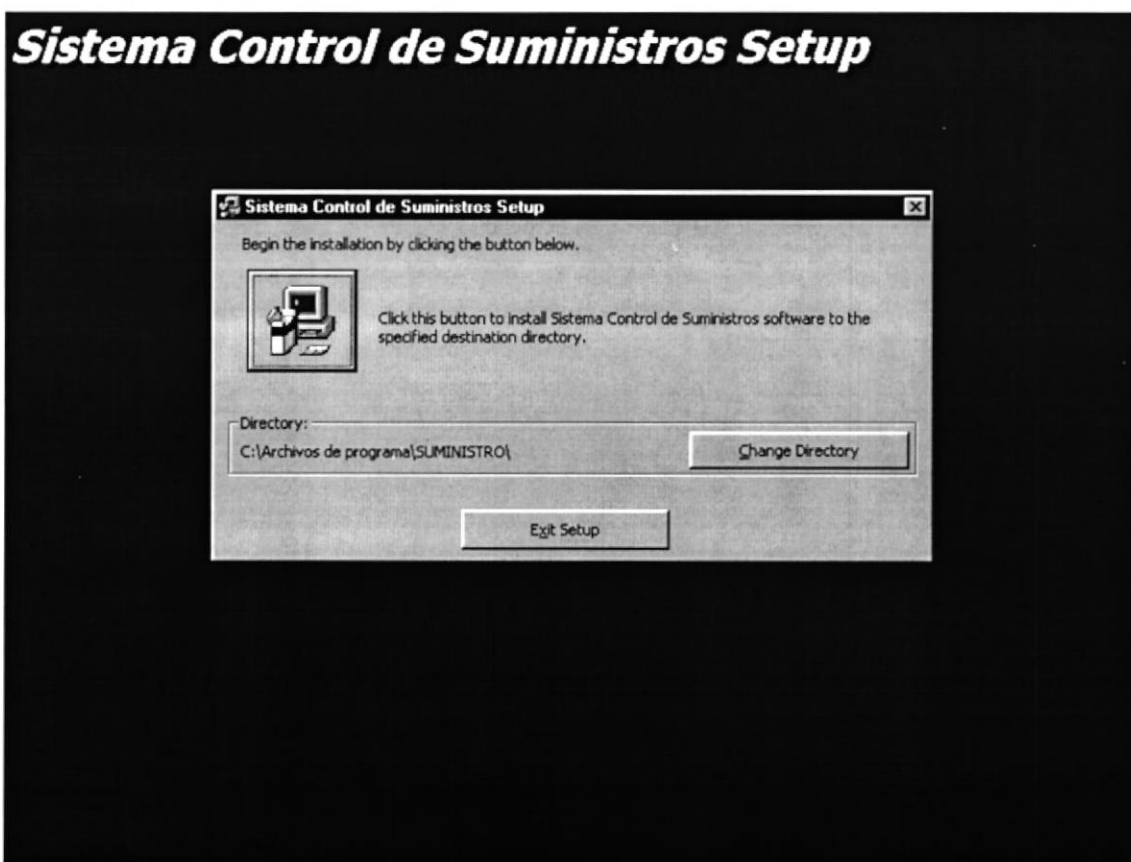 Sistema Control de Suministros Setup
Sistema Control de Suministros Setup
Begin the installation by clicking the button below.
Click this button to install Sistema Control de Suministros software to the
specified destination directory.
Directory:
C:\Archivos de programa\SUMINISTRO\
Change Directory
Exit Setup